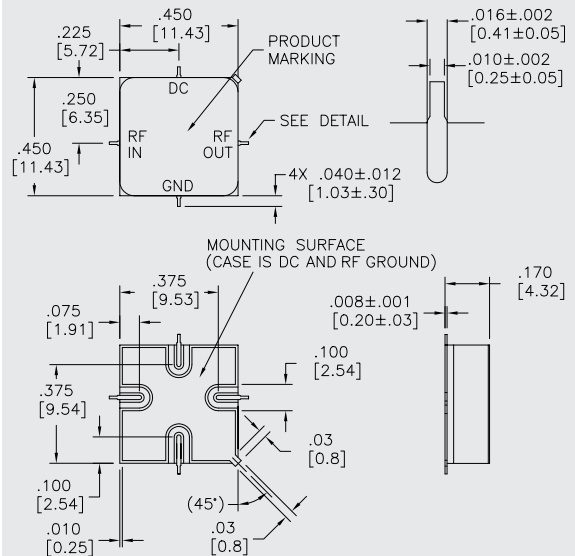 .450
[11.43]
.225
[5.72]
PRODUCT
MARKING
.016±.002
[0.41±0.05]
.010±.002
[0.25±0.05]
DC
.250
[6.35]
.450
[11.43]
RF
IN
RF
OUT
SEE DETAIL
GND
4X .040±.012
[1.03±.30]
MOUNTING SURFACE
(CASE IS DC AND RF GROUND)
.375
[9.53]
.075
[1.91]
.170
[4.32]
.008±.001
[0.20±.03]
.100
[2.54]
.375
[9.54]
.03
[0.8]
.100
[2.54]
(45°)
.010
[0.25]
.03
[0.8]